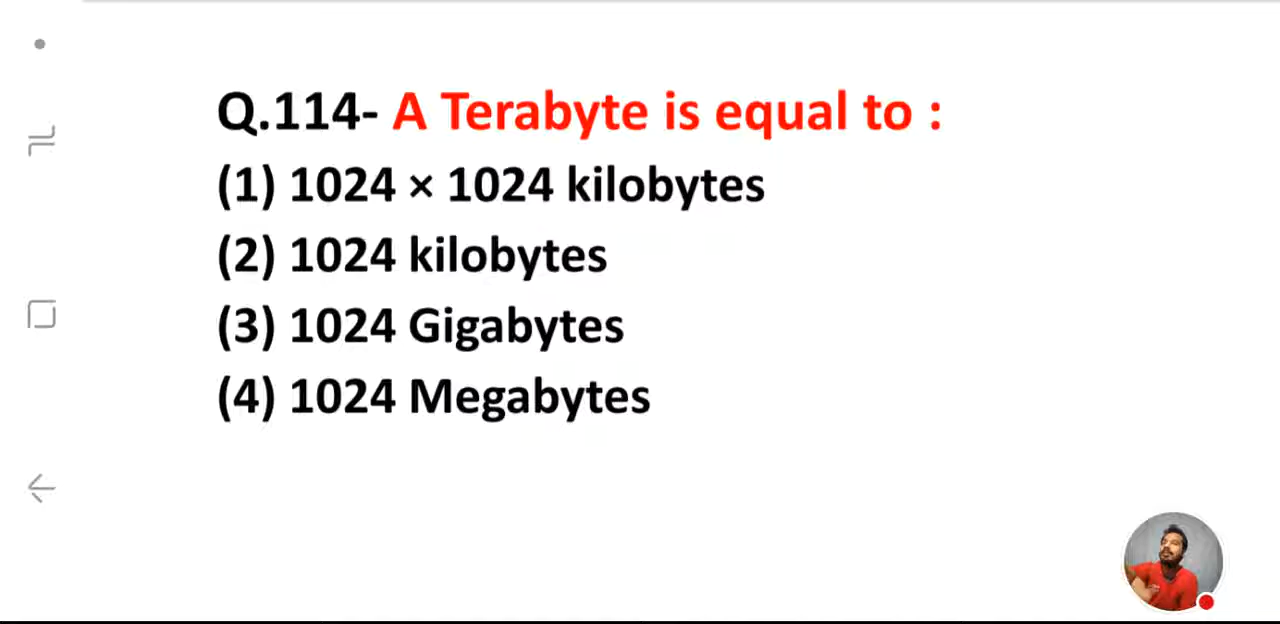 Q.114- A Terabyte is equal to :
(1) 1024 × 1024 kilobytes
(2) 1024 kilobytes
(3) 1024 Gigabytes
(4) 1024 Megabytes